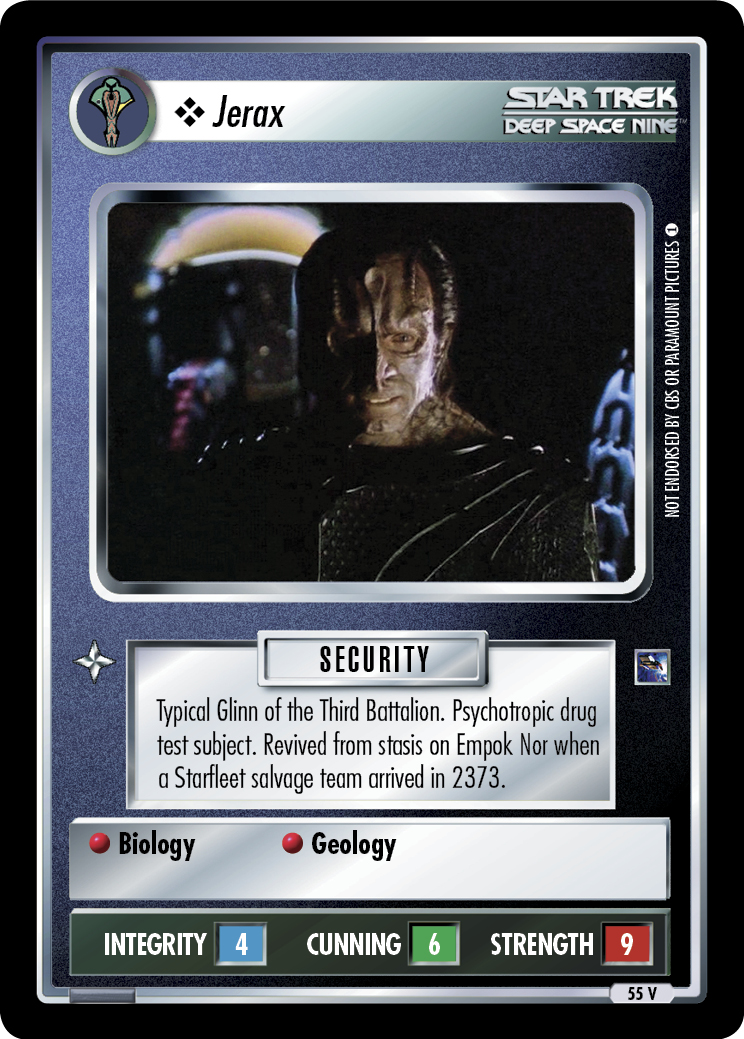 ❖ Jerax
STAR TREK
DEEP SPACE NINE™
NOT ENDORSED BY CBS OR PARAMOUNT PICTURES 1
SECURITY
Typical Glinn of the Third Battalion. Psychotropic drug
test subject. Revived from stasis on Empok Nor when
a Starfleet salvage team arrived in 2373.
Biology Geology
INTEGRITY 4 CUNNING 6 STRENGTH 9
55 V